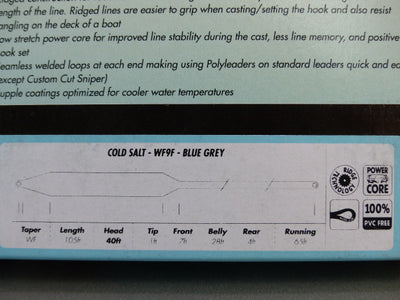 length of the line. Ridged lines are easier to grip when casting/setting the hook and also resist
tangling on the deck of a boat
ow stretch power core for improved line stability during the cast, less line memory, and positive
ook set
eamless welded loops at each end making using Polyleaders on standard leaders quick and ea
except Custom Cut Sniper)
upple coatings optimized for cooler water temperatures
COLD SALT - WF9F - BLUE GREY
RIDGE TECHNOLOGY
POWER CORE
100% PVC FREE
Taper Length Head Tip Front Belly Rear Running
WF 105ft 40ft 1ft 7ft 28ft 4ft 65ft